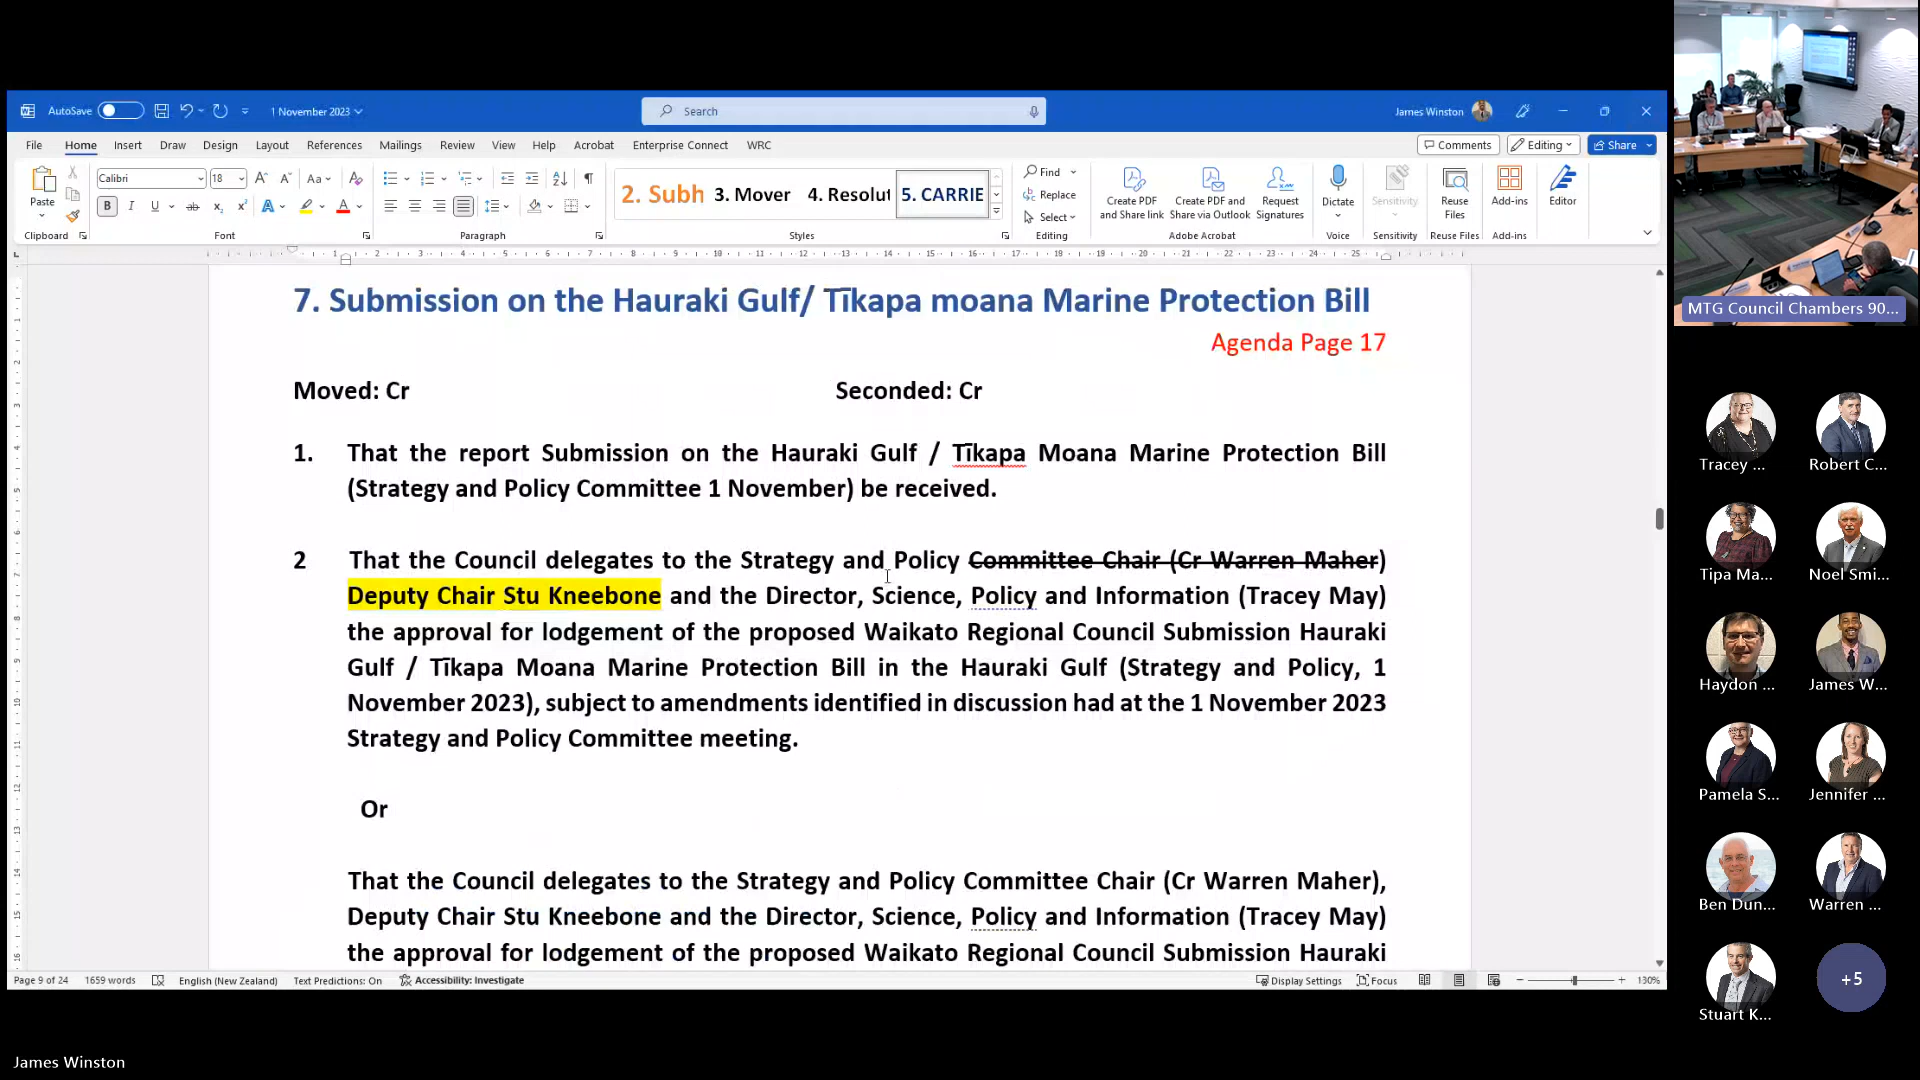 AutoSave
1 November 2023
Search
James Winston
File Home Insert Draw Design Layout References Mailings Review View Help Acrobat Enterprise Connect WRC
Comments Editing Share
Paste
Calibri 18
2. Subh 3. Mover 4. Resolut 5. CARRIE
Find
Replace
Select
Create PDF and Share link
Create PDF and Share via Outlook
Request Signatures
Dictate
Sensitivity
Reuse Files
Add-ins
Editor
Clipboard Font Paragraph Styles Editing Adobe Acrobat Voice Sensitivity Reuse Files Add-ins
7. Submission on the Hauraki Gulf/ Tīkapa moana Marine Protection Bill
Agenda Page 17
Moved: Cr Seconded: Cr
1. That the report Submission on the Hauraki Gulf / Tīkapa Moana Marine Protection Bill
(Strategy and Policy Committee 1 November) be received.
2 That the Council delegates to the Strategy and Policy Committee Chair (Cr Warren Maher)
Deputy Chair Stu Kneebone and the Director, Science, Policy and Information (Tracey May)
the approval for lodgement of the proposed Waikato Regional Council Submission Hauraki
Gulf / Tīkapa Moana Marine Protection Bill in the Hauraki Gulf (Strategy and Policy, 1
November 2023), subject to amendments identified in discussion had at the 1 November 2023
Strategy and Policy Committee meeting.
Or
That the Council delegates to the Strategy and Policy Committee Chair (Cr Warren Maher),
Deputy Chair Stu Kneebone and the Director, Science, Policy and Information (Tracey May)
the approval for lodgement of the proposed Waikato Regional Council Submission Hauraki
Page 9 of 24 1659 words English (New Zealand) Text Predictions: On Accessibility: Investigate Display Settings Focus 130%
James Winston
MTG Council Chambers 90...
Tracey ... Robert C...
Tipa Ma... Noel Smi...
Haydon ... James W...
Pamela S... Jennifer ...
Ben Dun... Warren ...
Stuart K... +5